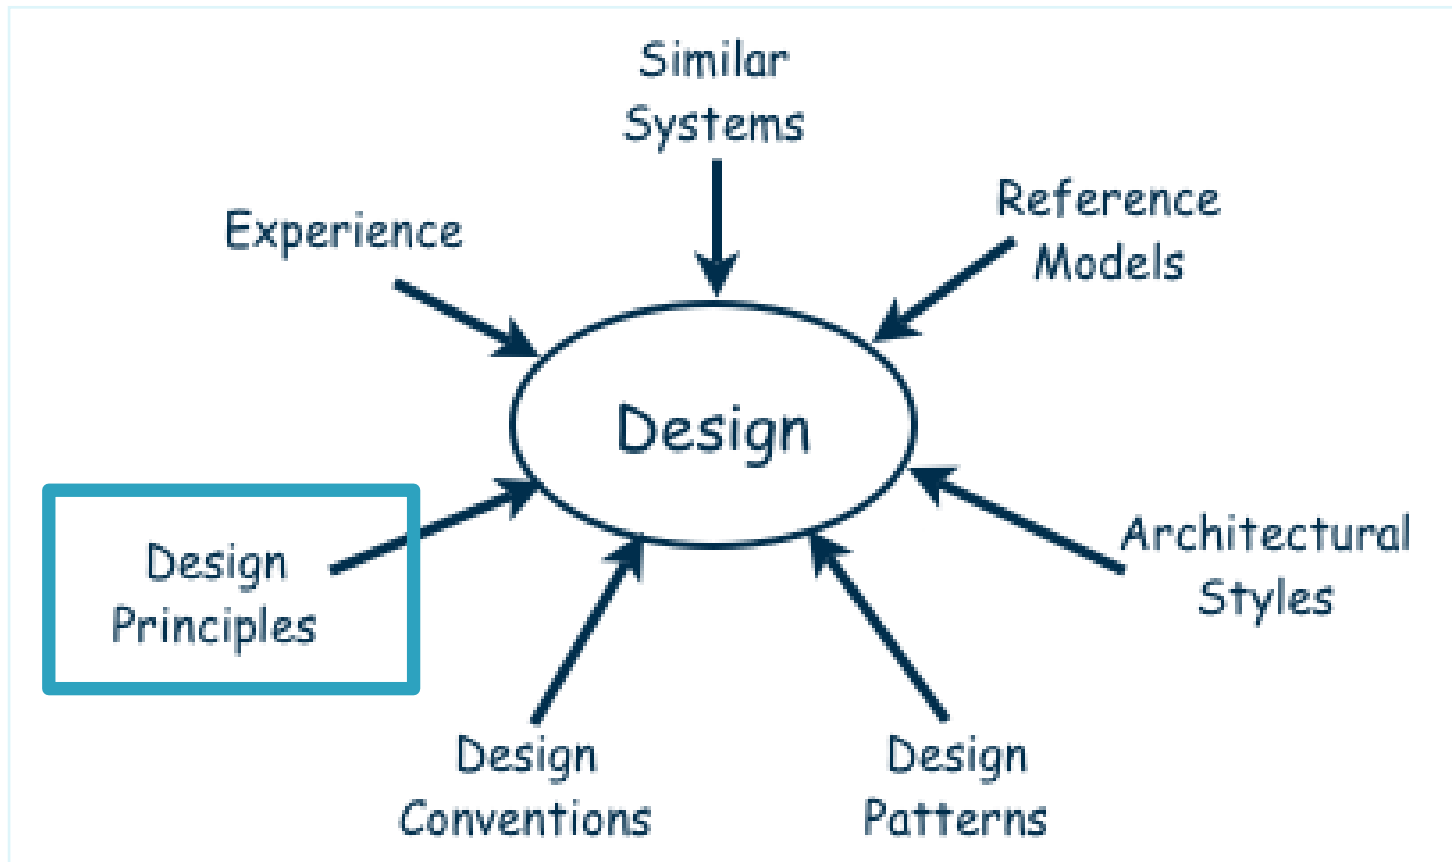 Similar
Systems
Reference
Models
Experience
Design
Architectural
Styles
Design
Principles
Design
Conventions
Design
Patterns